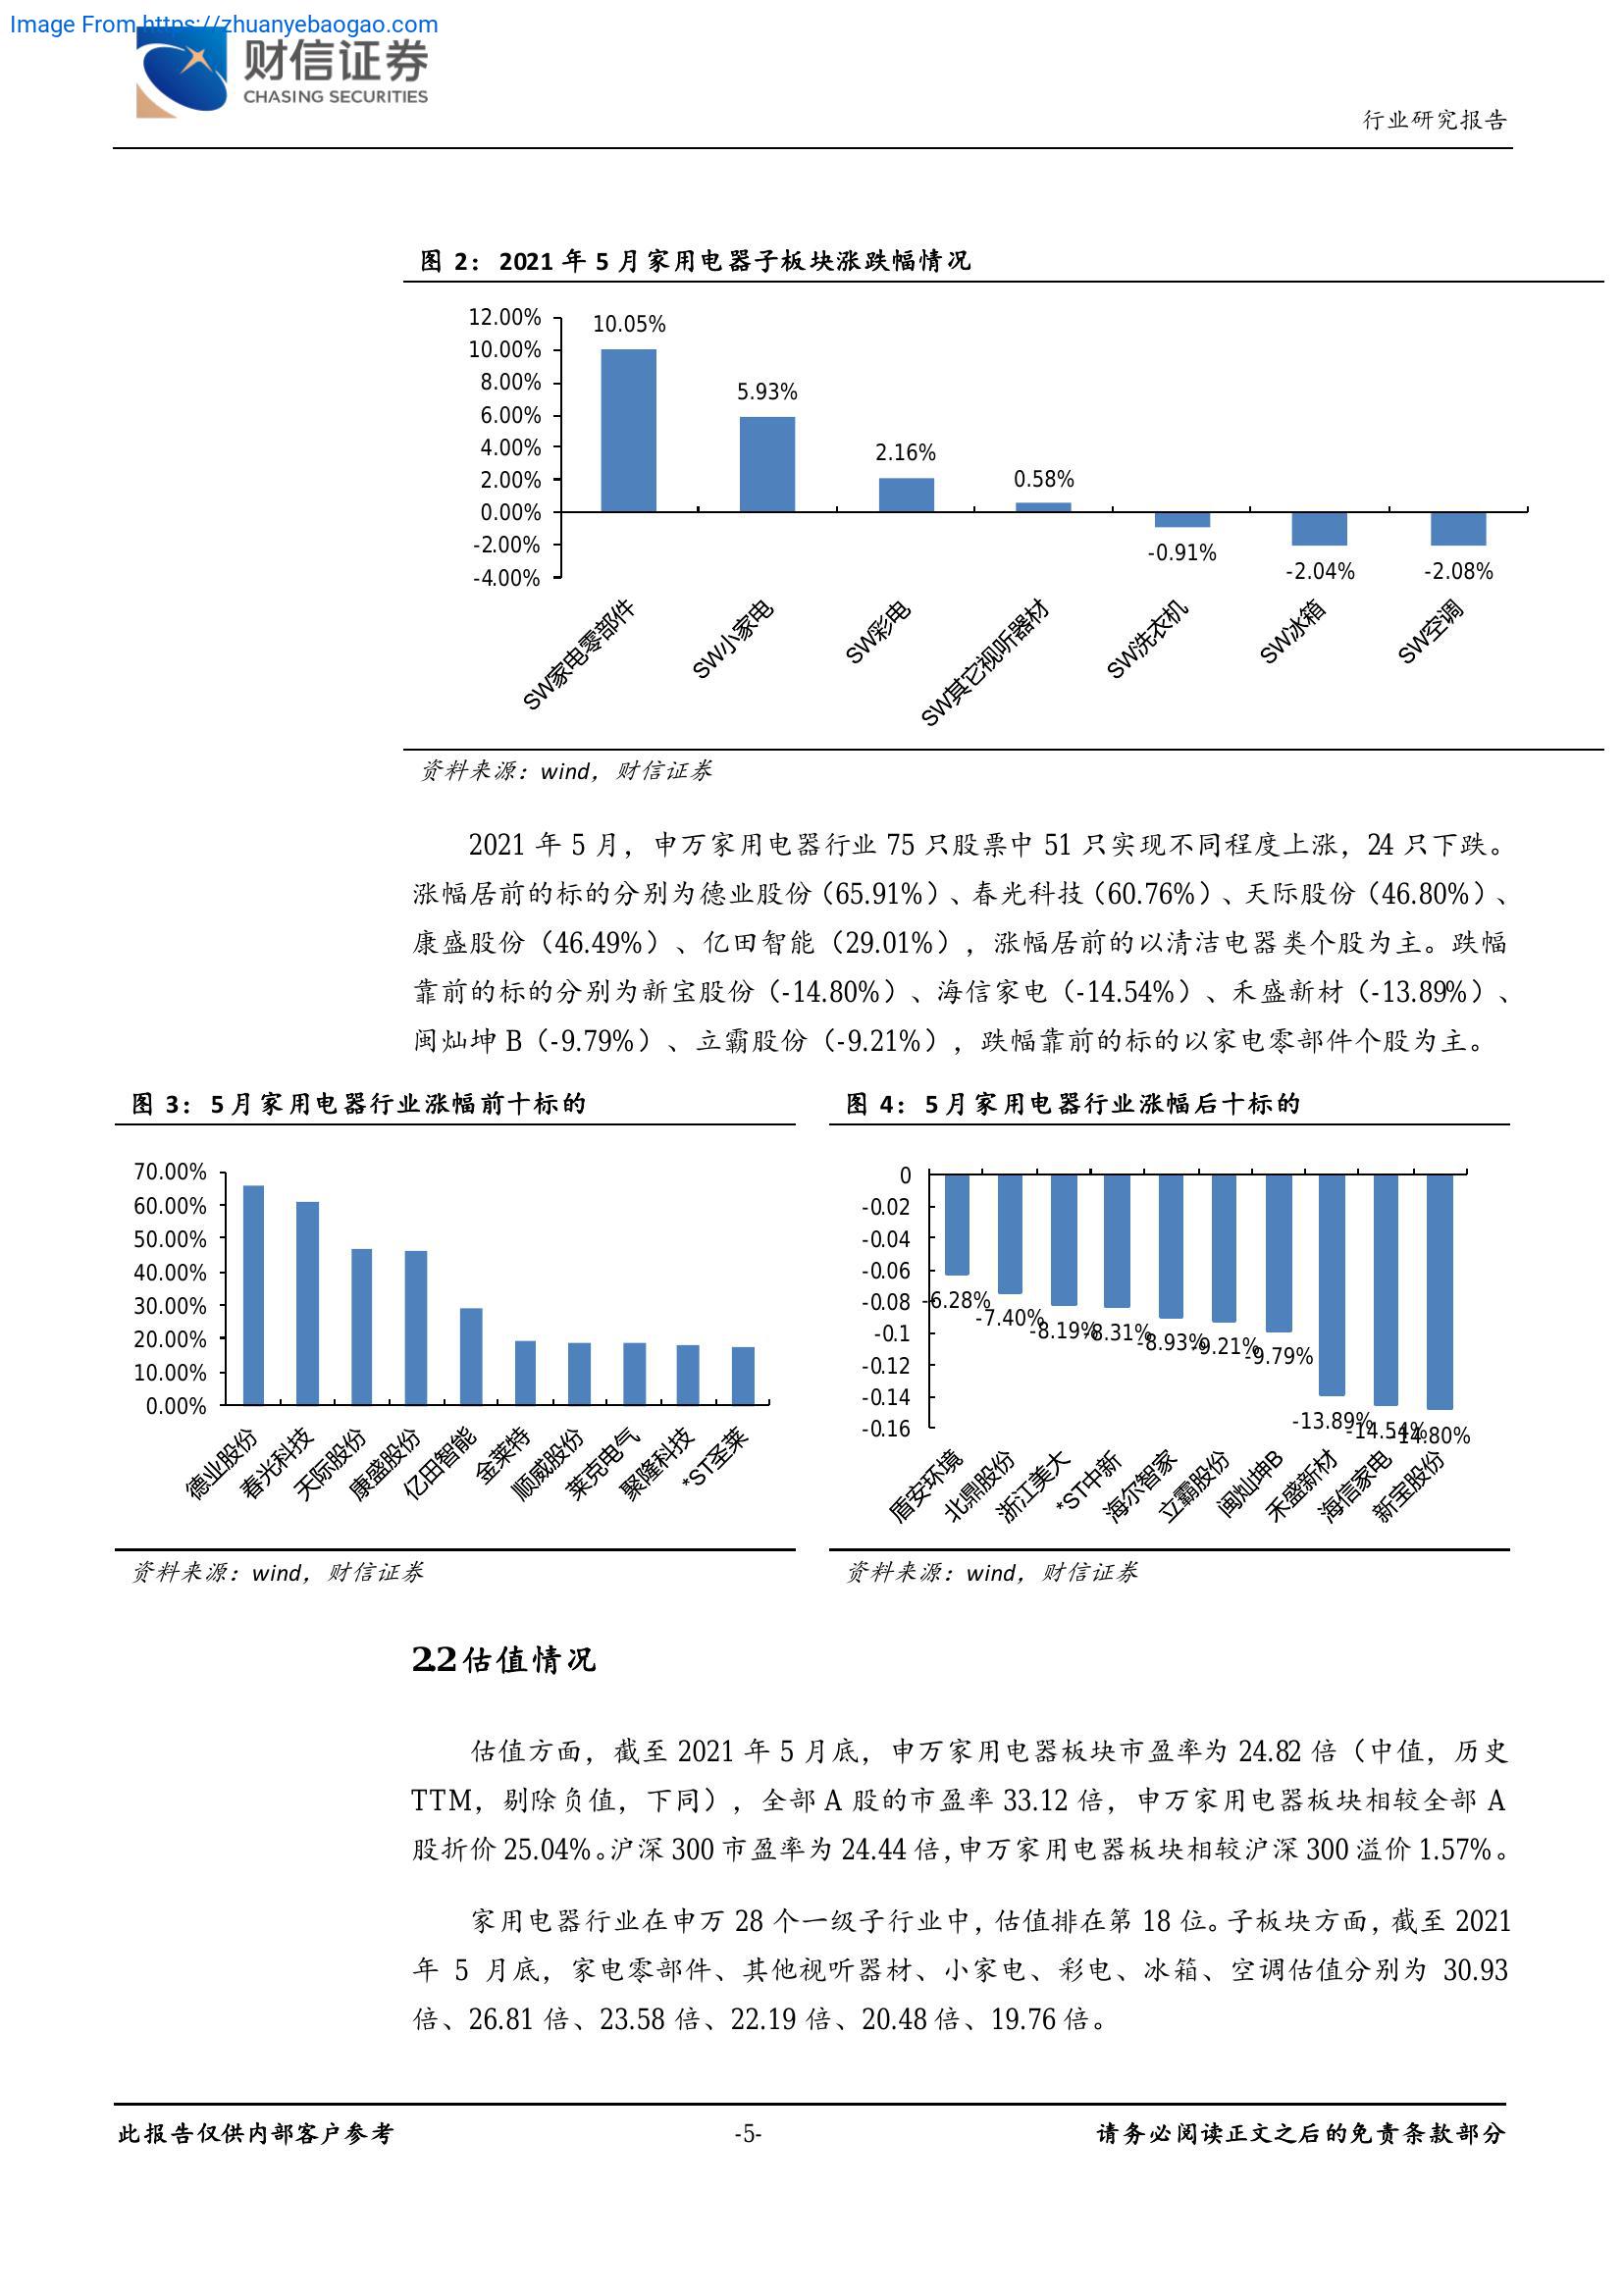 Image From https://zhuanyebaogao.com
财信证券
CHASING SECURITIES
行业研究报告
图 2：2021 年 5 月家用电器子板块涨跌幅情况
12.00%
10.00%
8.00%
6.00%
4.00%
2.00%
0.00%
-2.00%
-4.00%
10.05%
5.93%
2.16%
0.58%
-0.91%
-2.04%
-2.08%
SW家电零部件
SW小家电
SW彩电
SW其它视听器材
SW洗衣机
SW冰箱
SW空调
资料来源：wind，财信证券
2021 年 5 月，申万家用电器行业 75 只股票中 51 只实现不同程度上涨，24 只下跌。
涨幅居前的标的分别为德业股份（65.91%）、春光科技（60.76%）、天际股份（46.80%）、
康盛股份（46.49%）、亿田智能（29.01%），涨幅居前的以清洁电器类个股为主。跌幅
靠前的标的分别为新宝股份（-14.80%）、海信家电（-14.54%）、禾盛新材（-13.89%）、
闽灿坤 B（-9.79%）、立霸股份（-9.21%），跌幅靠前的标的以家电零部件个股为主。
图 3：5 月家用电器行业涨幅前十标的
70.00%
60.00%
50.00%
40.00%
30.00%
20.00%
10.00%
0.00%
德业股份
春光科技
天际股份
康盛股份
亿田智能
金莱特
顺威股份
莱克电气
聚隆科技
*ST圣莱
资料来源：wind，财信证券
图 4：5 月家用电器行业涨幅后十标的
0
-0.02
-0.04
-0.06
-0.08
-0.1
-0.12
-0.14
-0.16
-6.28%
-7.40%
-8.19%
-8.31%
-8.93%
-9.21%
-9.79%
-13.89%
-14.54%
-14.80%
盾安环境
北鼎股份
浙江美大
*ST中新
海尔智家
立霸股份
闽灿坤B
禾盛新材
海信家电
新宝股份
资料来源：wind，财信证券
2.2 估值情况
估值方面，截至 2021 年 5 月底，申万家用电器板块市盈率为 24.82 倍（中值，历史
TTM，剔除负值，下同），全部 A 股的市盈率 33.12 倍，申万家用电器板块相较全部 A
股折价 25.04%。沪深 300 市盈率为 24.44 倍，申万家用电器板块相较沪深 300 溢价 1.57%。
家用电器行业在申万 28 个一级子行业中，估值排在第 18 位。子板块方面，截至 2021
年 5 月底，家电零部件、其他视听器材、小家电、彩电、冰箱、空调估值分别为 30.93
倍、26.81 倍、23.58 倍、22.19 倍、20.48 倍、19.76 倍。
此报告仅供内部客户参考
-5-
请务必阅读正文之后的免责条款部分